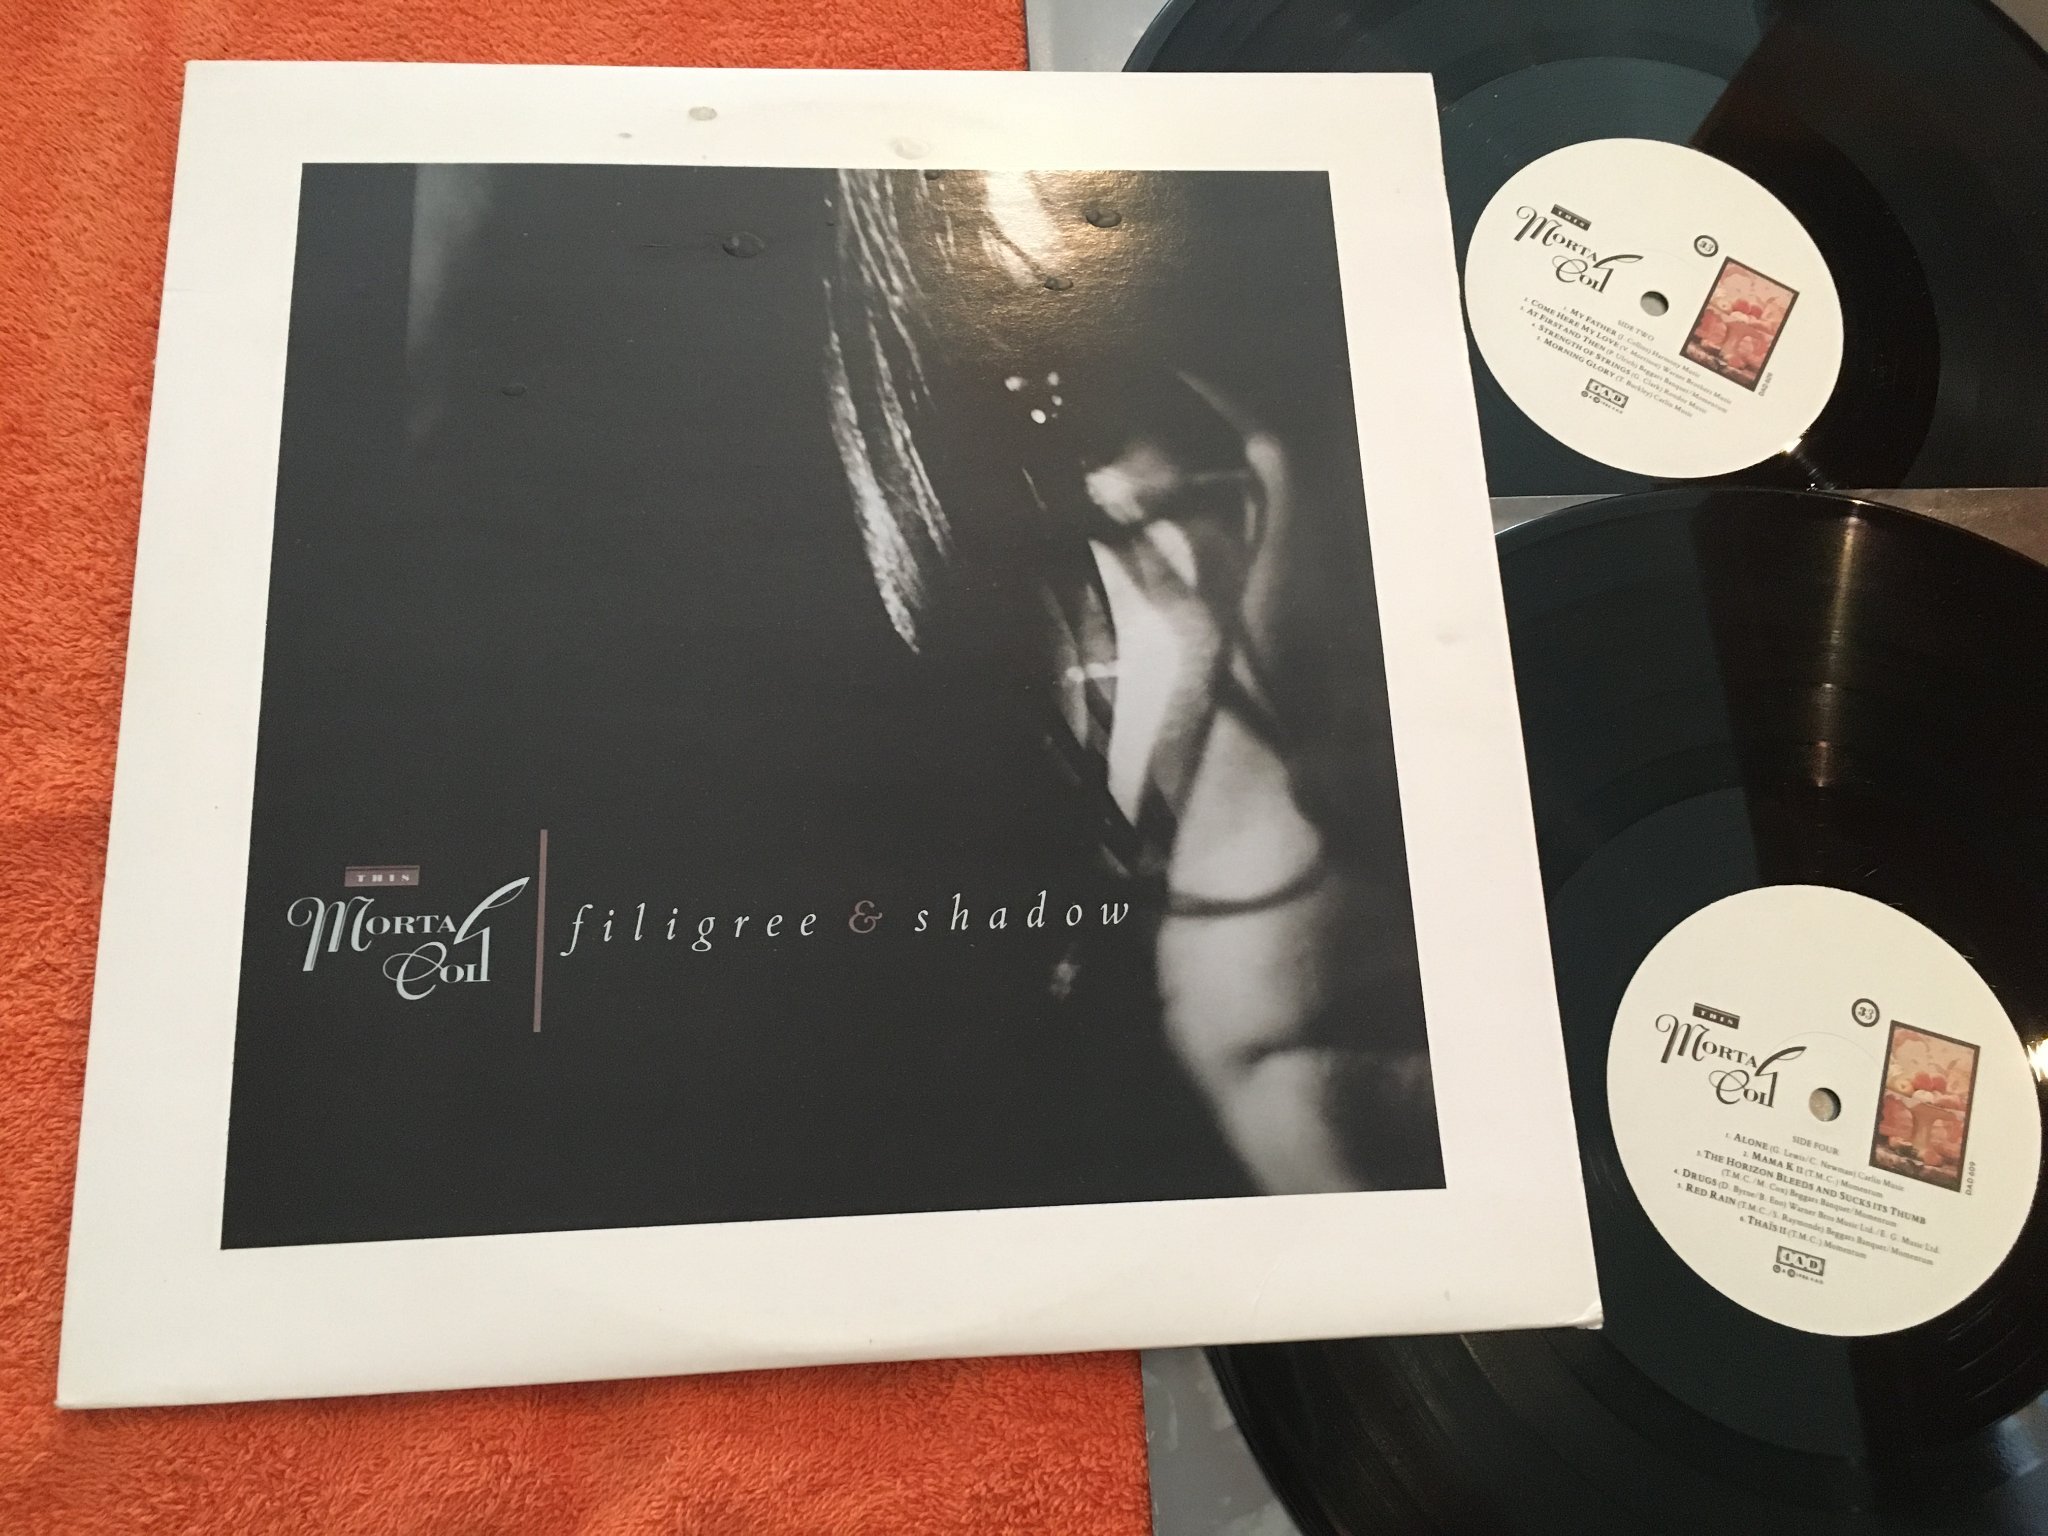 THIS
MORTAL
COIL
filigree & shadow
THIS
MORTAL
COIL
33
SIDE TWO
1. MY FATHER (J. Collins) Harmony Music
2. COME HERE MY LOVE (V. Morrison) Warner Brothers Music
3. AT FIRST AND THEN (P. Ulrich) Beggars Banquet/Momentum
4. STRENGTH OF STRINGS (G. Clark) Rondor Music
5. MORNING GLORY (T. Buckley) Carlin Music
DAD 609
4AD
THIS
MORTAL
COIL
33
SIDE FOUR
1. ALONE (G. Lewis/C. Newman) Carlin Music
2. MAMA K II (T.M.C.) Momentum
3. THE HORIZON BLEEDS AND SUCKS ITS THUMB
(T.M.C./M. Cox) Beggars Banquet/Momentum
4. DRUGS (D. Byrne/B. Eno) Warner Bros Music Ltd./E. G. Music Ltd.
5. RED RAIN (T.M.C./S. Raymonde) Beggars Banquet/Momentum
6. THAÏS II (T.M.C.) Momentum
DAD 609
4AD